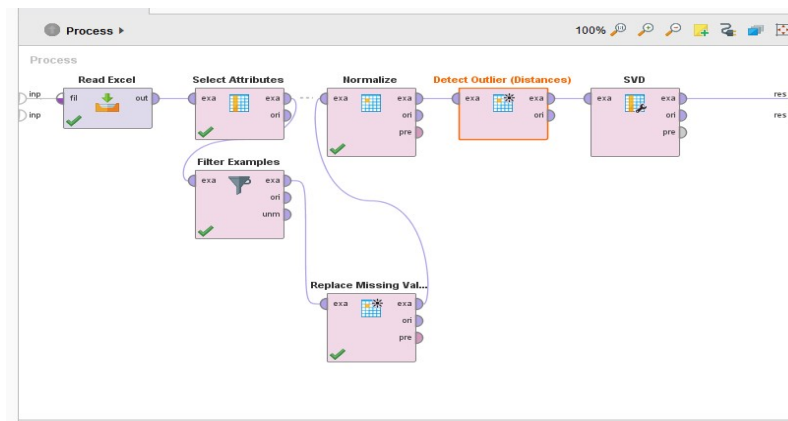 Process
100%
Process
Read Excel
Select Attributes
Normalize
Detect Outlier (Distances)
SVD
inp
fil
out
exa
exa
exa
exa
exa
exa
exa
exa
res
inp
ori
ori
ori
ori
res
pre
pre
Filter Examples
exa
exa
ori
unm
Replace Missing Val...
exa
exa
ori
pre